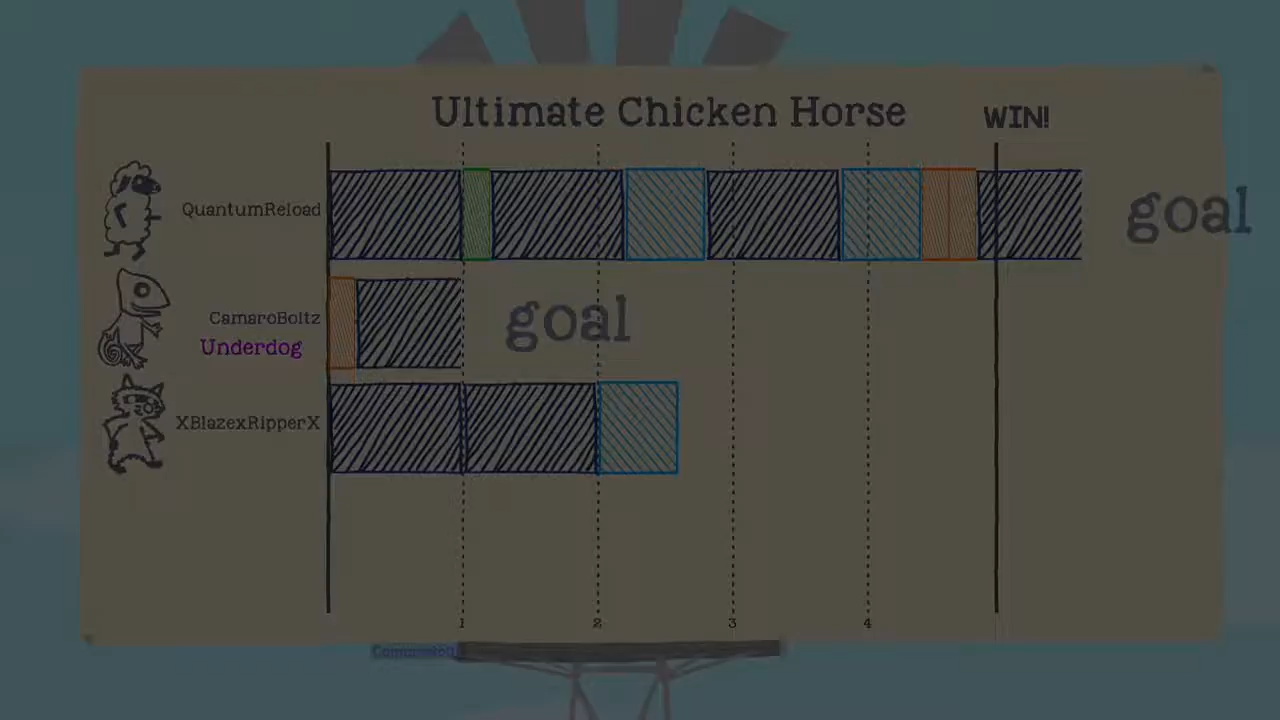 Ultimate Chicken Horse
WIN!
QuantumReload
goal
CamaroBoltz
goal
Underdog
XBlazexRipperX
1
2
3
4